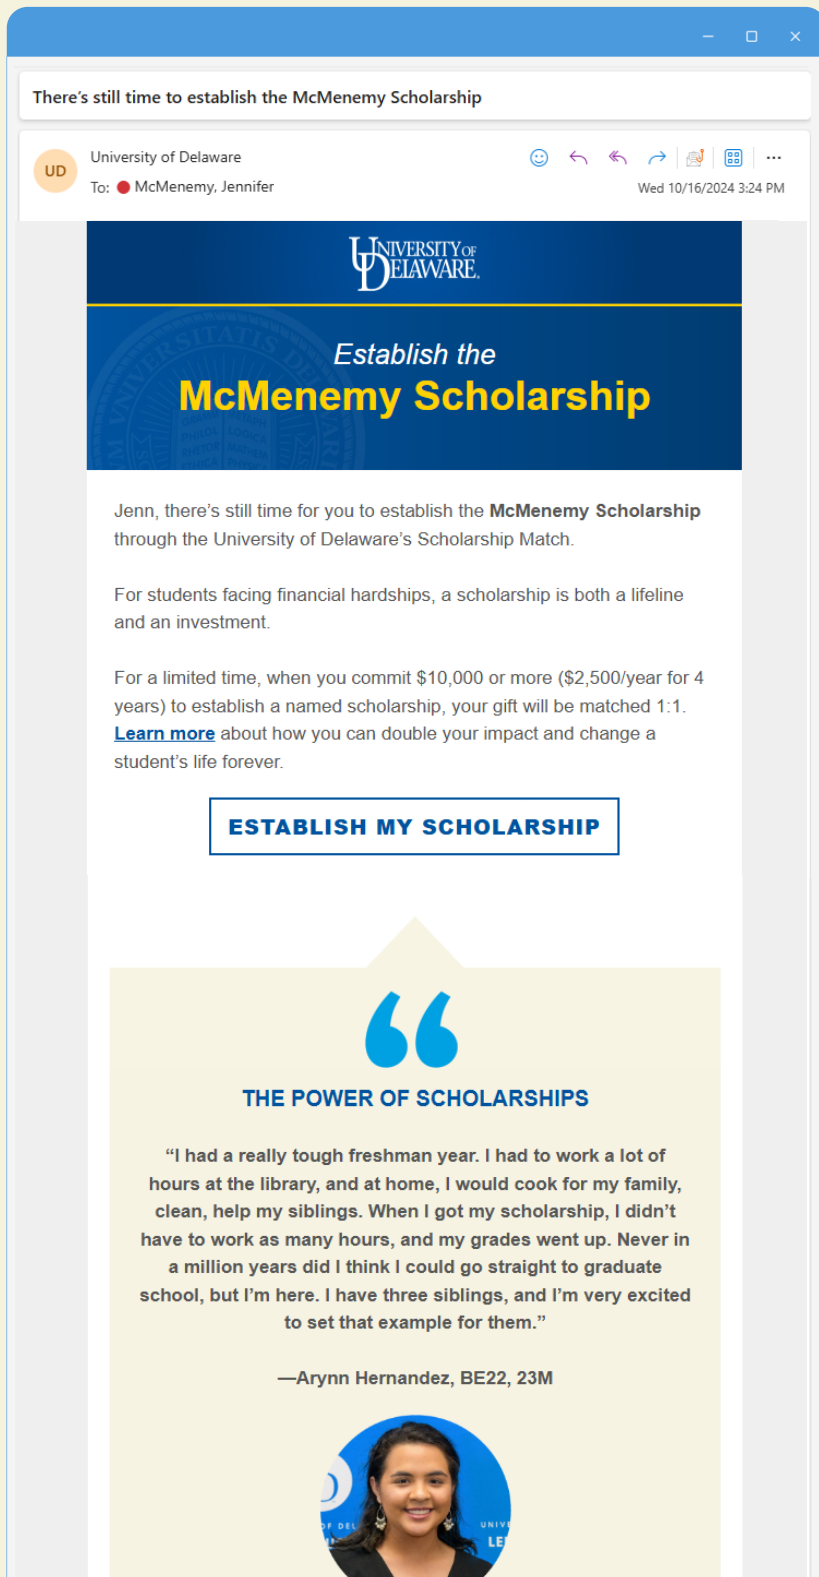 There's still time to establish the McMenemy Scholarship
UD
University of Delaware
To: McMenemy, Jennifer
Wed 10/16/2024 3:24 PM
UNIVERSITY OF
DELAWARE
Establish the
McMenemy Scholarship
Jenn, there's still time for you to establish the McMenemy Scholarship
through the University of Delaware's Scholarship Match.
For students facing financial hardships, a scholarship is both a lifeline
and an investment.
For a limited time, when you commit $10,000 or more ($2,500/year for 4
years) to establish a named scholarship, your gift will be matched 1:1.
Learn more about how you can double your impact and change a
student's life forever.
ESTABLISH MY SCHOLARSHIP
“
THE POWER OF SCHOLARSHIPS
“I had a really tough freshman year. I had to work a lot of
hours at the library, and at home, I would cook for my family,
clean, help my siblings. When I got my scholarship, I didn't
have to work as many hours, and my grades went up. Never in
a million years did I think I could go straight to graduate
school, but I'm here. I have three siblings, and I'm very excited
to set that example for them.”
—Arynn Hernandez, BE22, 23M